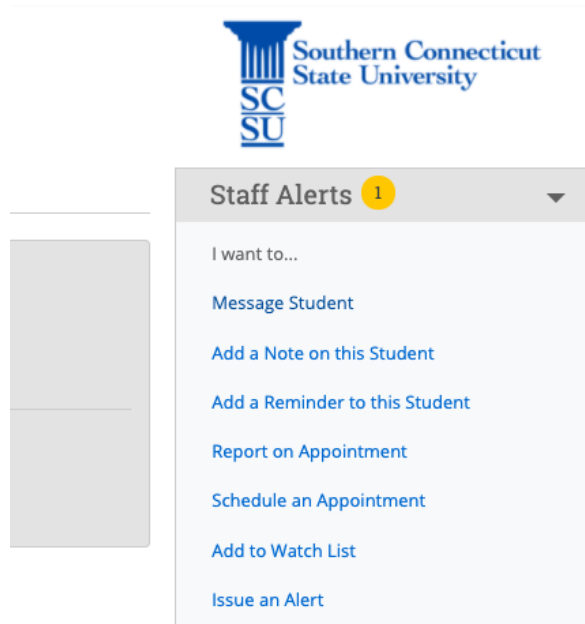 Southern Connecticut
State University
SC
SU
Staff Alerts 1
I want to...
Message Student
Add a Note on this Student
Add a Reminder to this Student
Report on Appointment
Schedule an Appointment
Add to Watch List
Issue an Alert